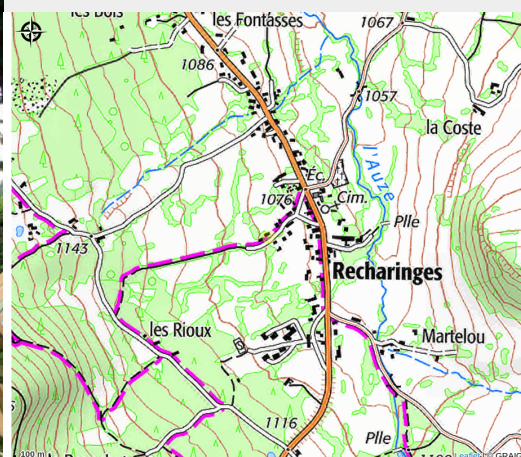 les Bois
les Fontasses
1067
1086
1057
la Coste
l'Auze
Éc.
1076
Cim.
Plle
1143
Recharinges
les Rioux
Martelou
1116
Plle
100 m
Leaflet